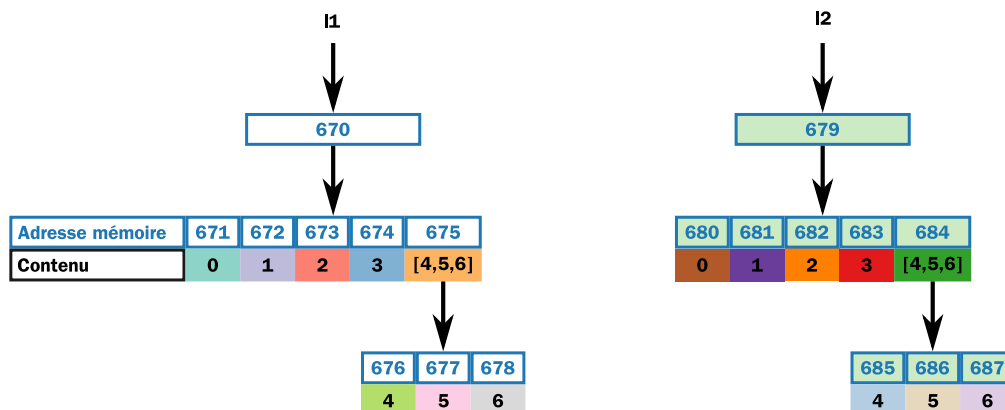 l1 l2
670 679
Adresse mémoire 671 672 673 674 675 680 681 682 683 684
Contenu 0 1 2 3 [4,5,6] 0 1 2 3 [4,5,6]
676 677 678 685 686 687
4 5 6 4 5 6